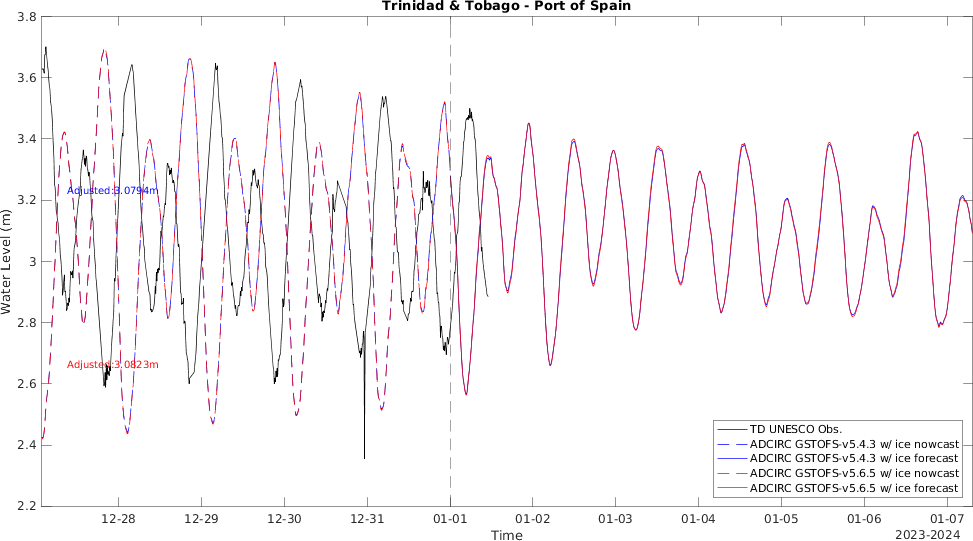 Trinidad & Tobago - Port of Spain
3.8
3.6
3.4
3.2
3
2.8
2.6
2.4
2.2
Water Level (m)
Adjusted:3.0794m
Adjusted:3.0823m
TD UNESCO Obs.
ADCIRC GSTOFS-v5.4.3 w/ ice nowcast
ADCIRC GSTOFS-v5.4.3 w/ ice forecast
ADCIRC GSTOFS-v5.6.5 w/ ice nowcast
ADCIRC GSTOFS-v5.6.5 w/ ice forecast
12-28 12-29 12-30 12-31 01-01 01-02 01-03 01-04 01-05 01-06 01-07
Time
2023-2024